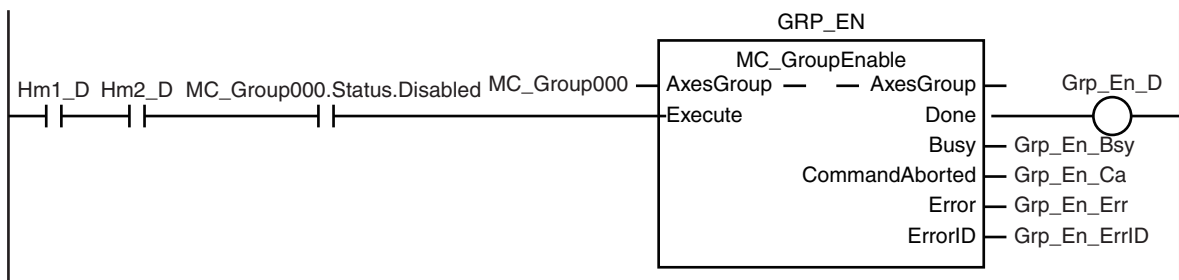 GRP_EN
MC_GroupEnable
Hm1_D Hm2_D MC_Group000.Status.Disabled MC_Group000 AxesGroup AxesGroup Grp_En_D
Execute Done
Busy Grp_En_Bsy
CommandAborted Grp_En_Ca
Error Grp_En_Err
ErrorID Grp_En_ErrID